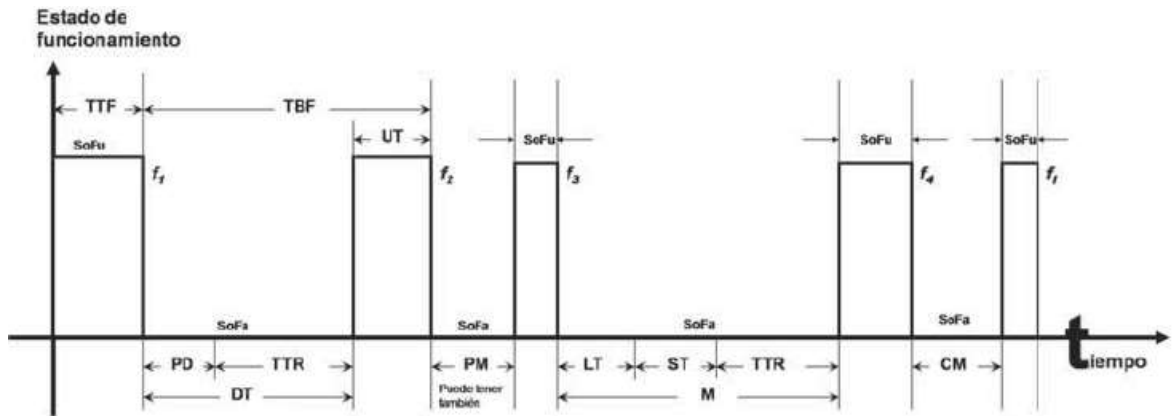 Estado de
funcionamiento
TTF TBF
UT SoFu SoFu SoFu
SoFu
f1 f2 f3 f4 fi
SoFa SoFa SoFa SoFa
tiempo
PD TTR PM LT ST TTR CM
Puede tener
también
DT M